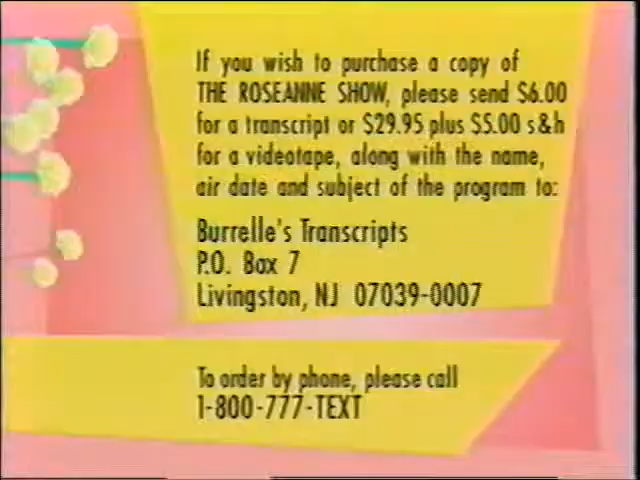 If you wish to purchase a copy of
THE ROSEANNE SHOW, please send $6.00
for a transcript or $29.95 plus $5.00 s&h
for a videotape, along with the name,
air date and subject of the program to:
Burrelle's Transcripts
P.O. Box 7
Livingston, NJ 07039-0007
To order by phone, please call
1-800-777-TEXT